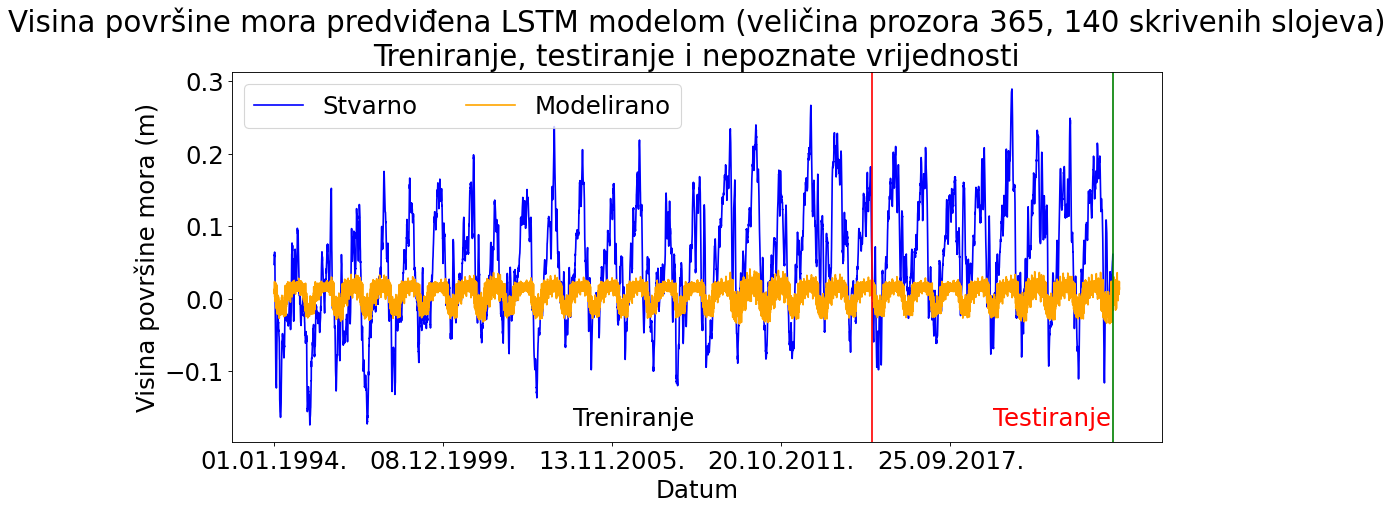 Visina površine mora predviđena LSTM modelom (veličina prozora 365, 140 skrivenih slojeva)
Treniranje, testiranje i nepoznate vrijednosti
Stvarno
Modelirano
0.3
0.2
0.1
0.0
−0.1
Visina površine mora (m)
Treniranje
Testiranje
01.01.1994.
08.12.1999.
13.11.2005.
20.10.2011.
25.09.2017.
Datum